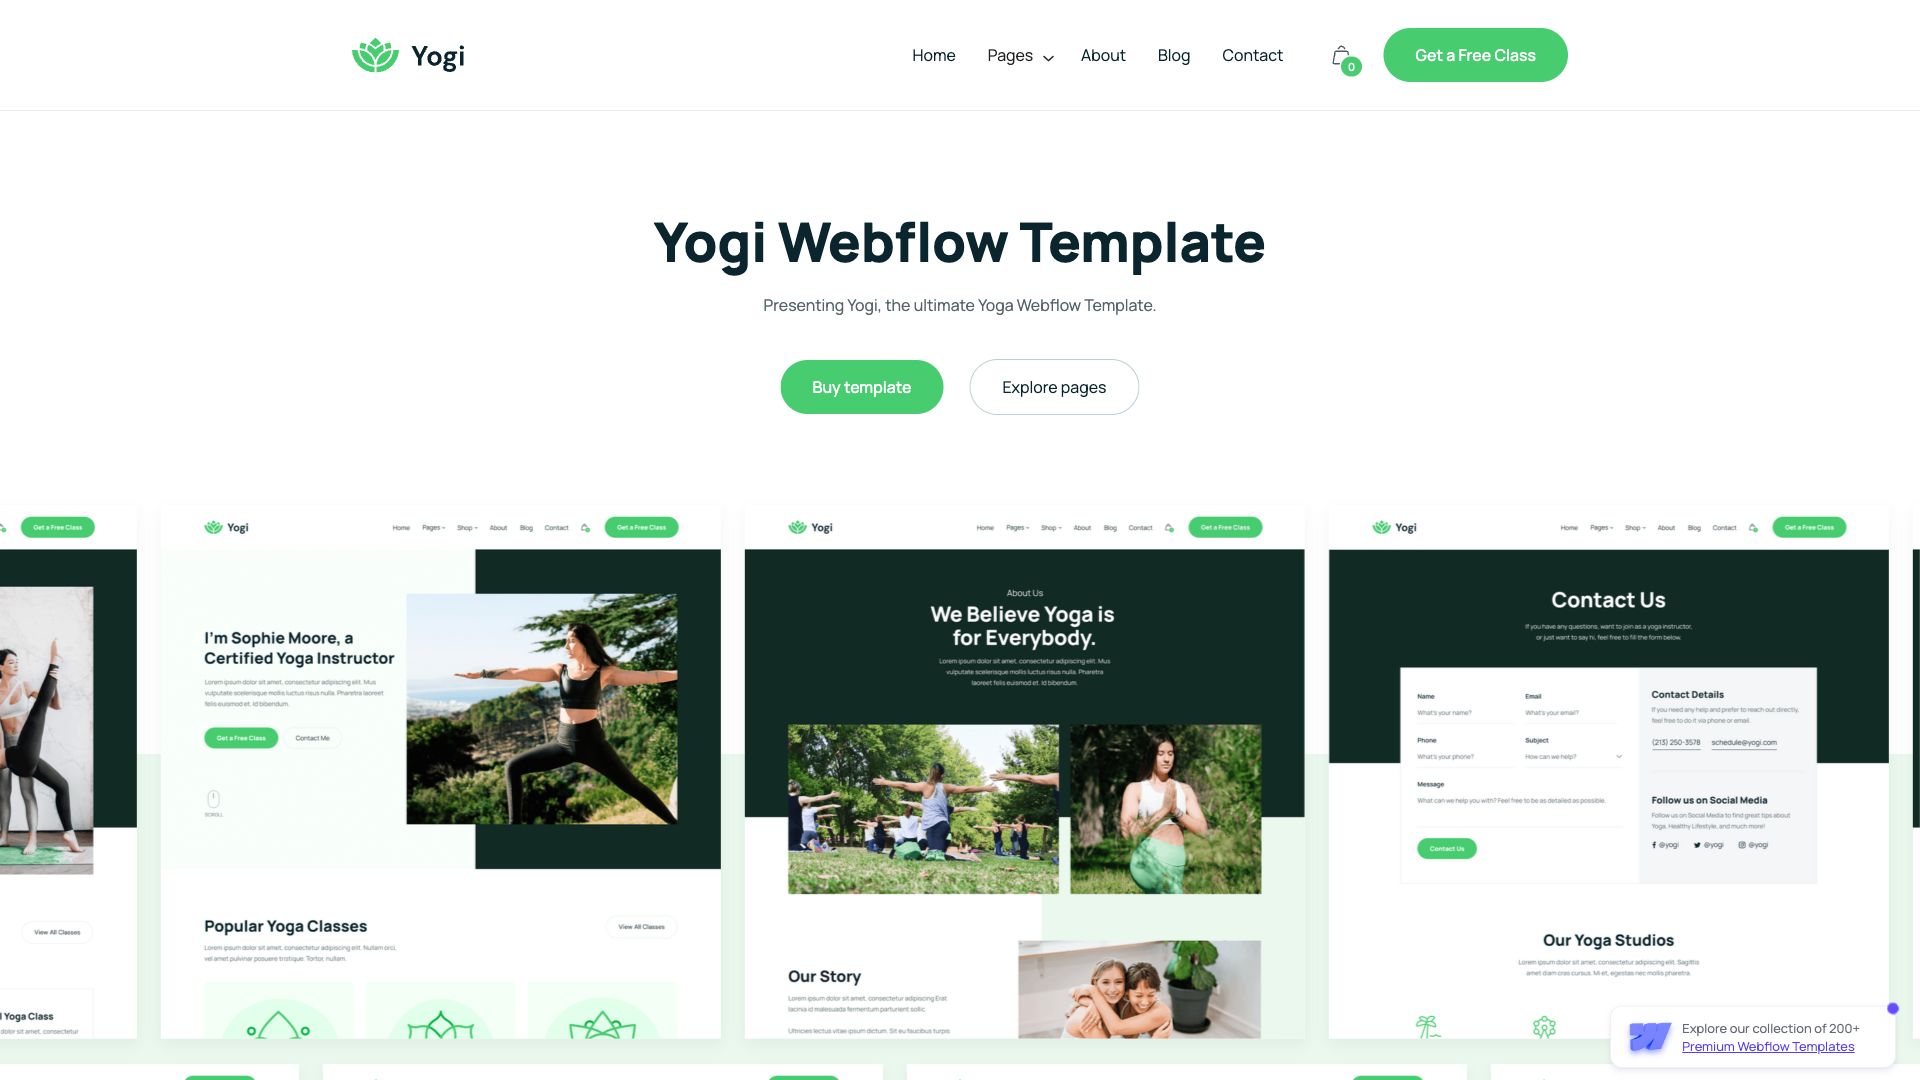 Yogi
Home
Pages
About
Blog
Contact
0
Get a Free Class
Yogi Webflow Template
Presenting Yogi, the ultimate Yoga Webflow Template.
Buy template
Explore pages
Get a Free Class
View All Classes
l Yoga Class
dolor sit amet, consectetur
Yogi
Home
Pages
Shop
About
Blog
Contact
Get a Free Class
I'm Sophie Moore, a
Certified Yoga Instructor
Lorem ipsum dolor sit amet, consectetur adipiscing elit. Mus
vulputate scelerisque mollis luctus risus nulla. Pharetra laoreet
felis euismod et. Id bibendum.
Get a Free Class
Contact Me
SCROLL
Popular Yoga Classes
Lorem ipsum dolor sit amet, consectetur adipiscing elit. Nullam orci,
vel amet pulvinar posuere tristique. Tortor, nullam.
View All Classes
Yogi
Home
Pages
Shop
About
Blog
Contact
Get a Free Class
About Us
We Believe Yoga is
for Everybody.
Lorem ipsum dolor sit amet, consectetur adipiscing elit. Mus
vulputate scelerisque mollis luctus risus nulla. Pharetra
laoreet felis euismod et. Id bibendum.
Our Story
Lorem ipsum dolor sit amet, consectetur adipiscing Erat
lacinia id malesuada fermentum parturient sollic.
Ultricies lectus vitae ipsum dictum. Sit eu faucibus turpis
Yogi
Home
Pages
Shop
About
Blog
Contact
Get a Free Class
Contact Us
If you have any questions, want to join as a yoga instructor,
or just want to say hi, feel free to fill the form below.
Name
What's your name?
Email
What's your email?
Phone
What's your phone?
Subject
How can we help?
Message
What can we help you with? Feel free to be as detailed as possible.
Contact Us
Contact Details
If you need any help and prefer to reach out directly,
feel free to do it via phone or email.
(213) 250-3578
schedule@yogi.com
Follow us on Social Media
Follow us on Social Media to find great tips about
Yoga, Healthy Lifestyle, and much more!
@yogi
@yogi
@yogi
Our Yoga Studios
Lorem ipsum dolor sit amet, consectetur adipiscing elit. Sagittis
amet diam cras cursus. Mi et, egestas nec mollis pharetra.
Explore our collection of 200+
Premium Webflow Templates